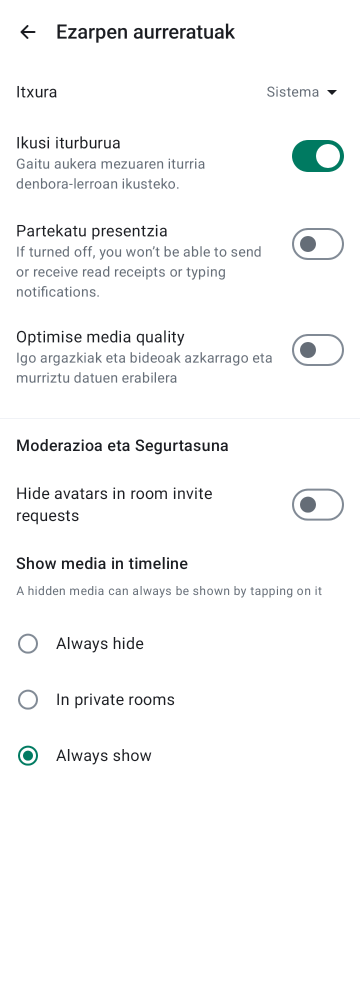 Ezarpen aurreratuak
Itxura
Sistema
Ikusi iturburua
Gaitu aukera mezuaren iturria
denbora-lerroan ikusteko.
Partekatu presentzia
If turned off, you won’t be able to send
or receive read receipts or typing
notifications.
Optimise media quality
Igo argazkiak eta bideoak azkarrago eta
murriztu datuen erabilera
Moderazioa eta Segurtasuna
Hide avatars in room invite
requests
Show media in timeline
A hidden media can always be shown by tapping on it
Always hide
In private rooms
Always show